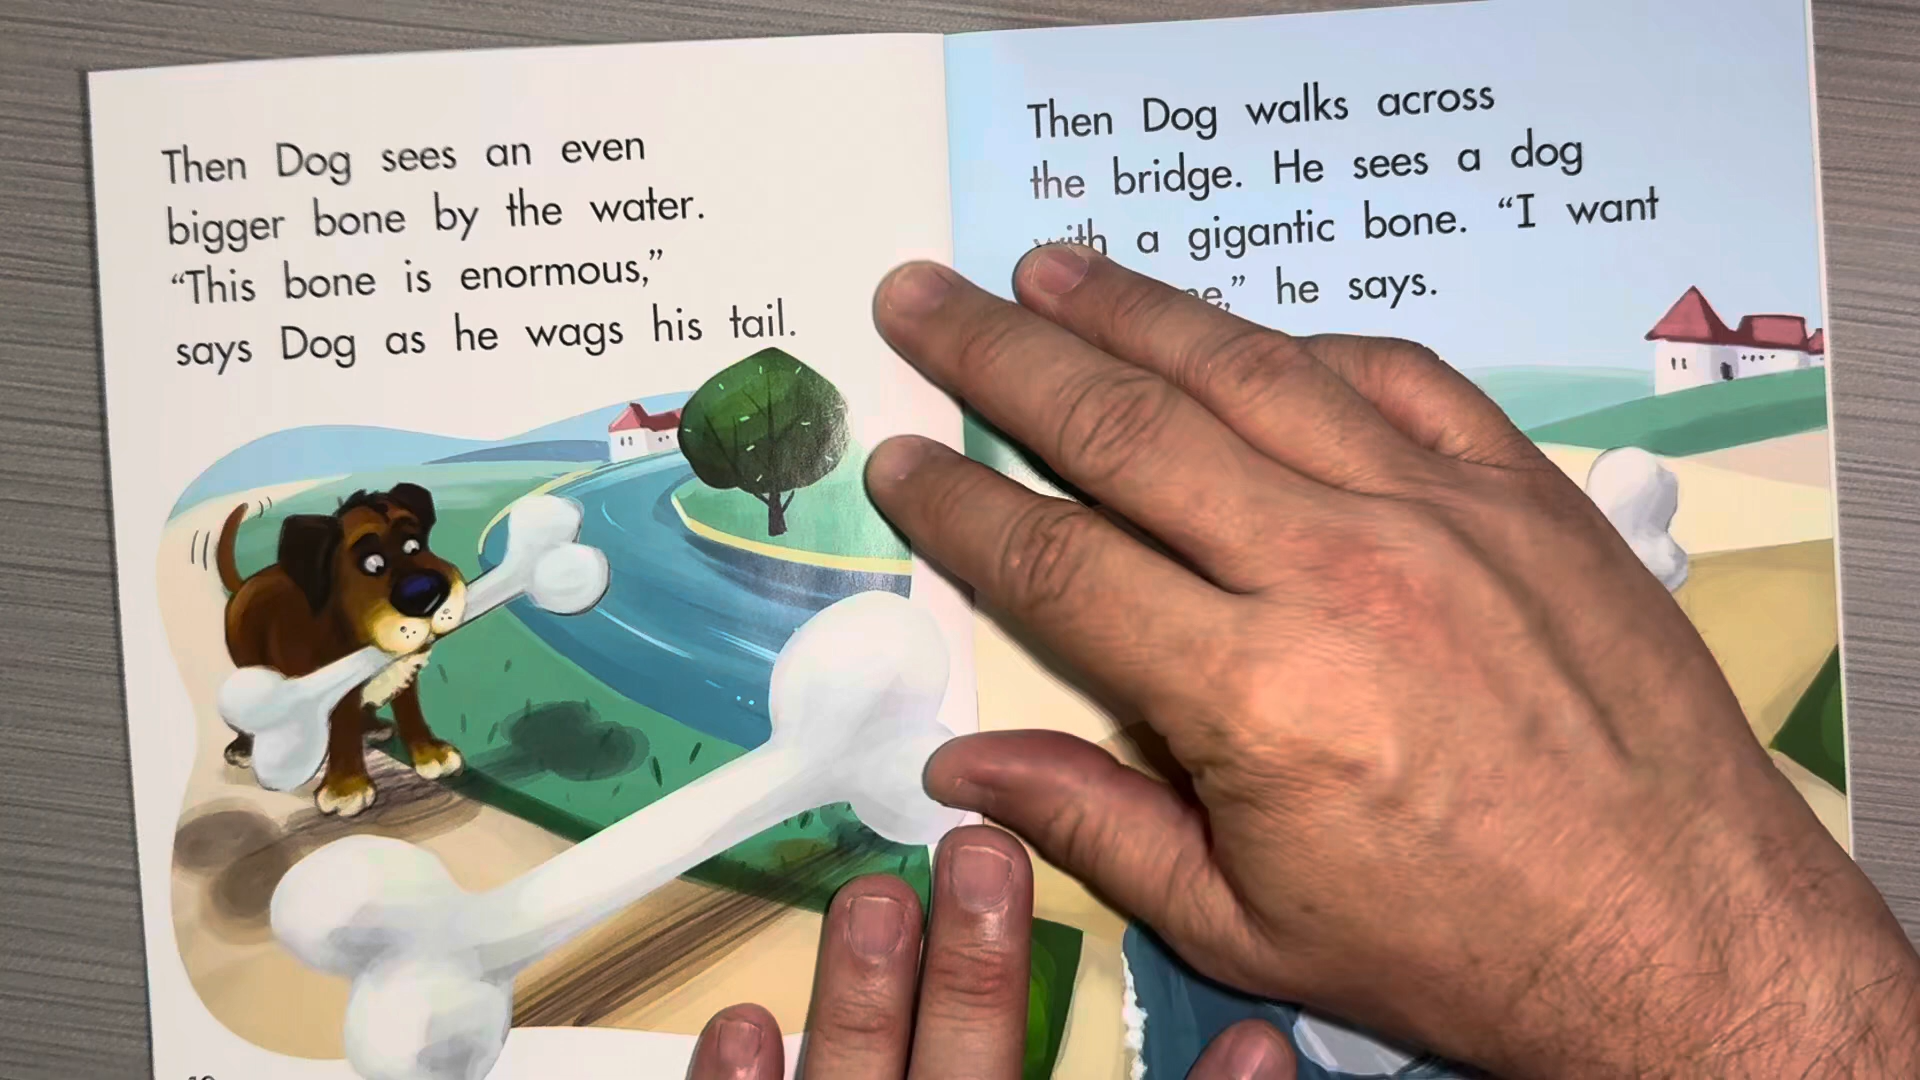 Then Dog sees an even
bigger bone by the water.
“This bone is enormous,”
says Dog as he wags his tail.
Then Dog walks across
the bridge. He sees a dog
with a gigantic bone. “I want
he says.